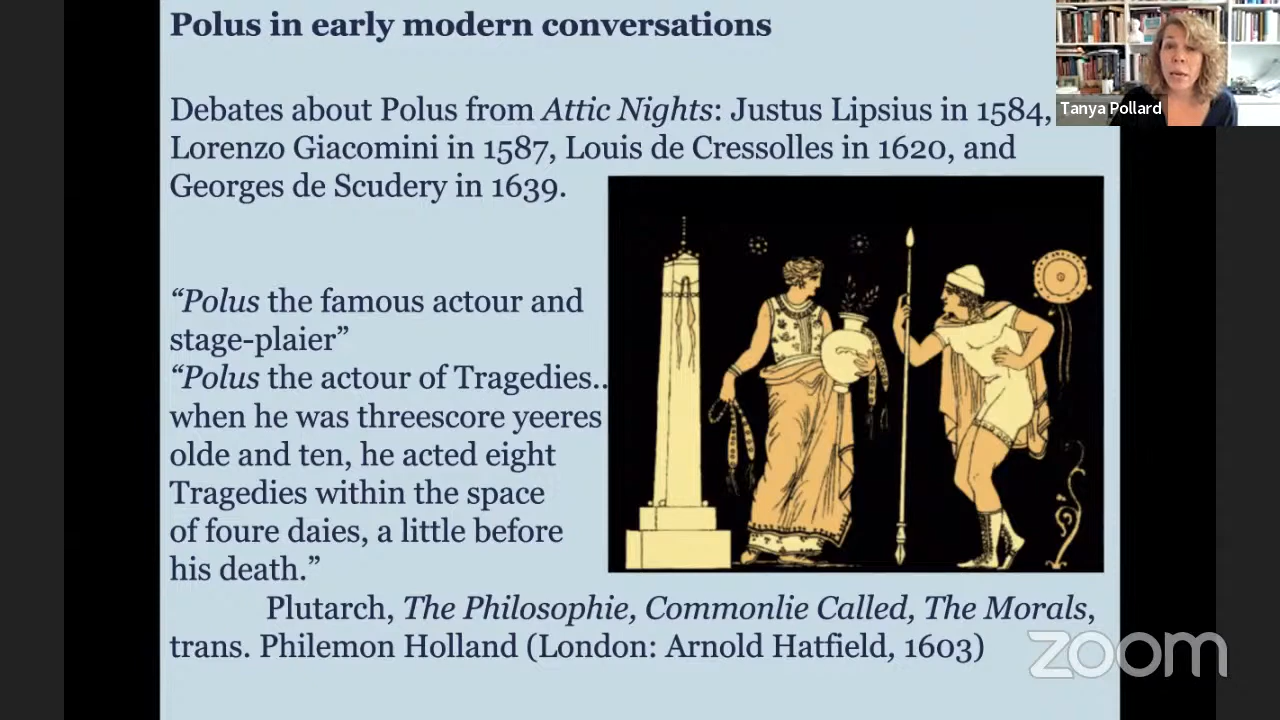 Polus in early modern conversations
Tanya Pollard
Debates about Polus from Attic Nights: Justus Lipsius in 1584,
Lorenzo Giacomini in 1587, Louis de Cressolles in 1620, and
Georges de Scudery in 1639.
“Polus the famous actour and
stage-plaier”
“Polus the actour of Tragedies..
when he was threescore yeeres
olde and ten, he acted eight
Tragedies within the space
of foure daies, a little before
his death.”
Plutarch, The Philosophie, Commonlie Called, The Morals,
trans. Philemon Holland (London: Arnold Hatfield, 1603)
zoom